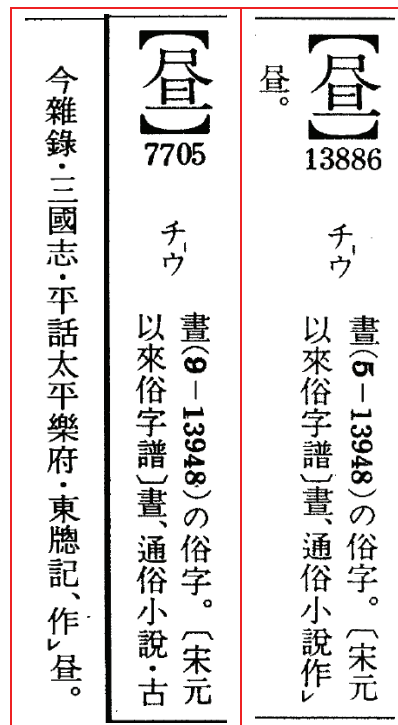 【昼】
13886
チウ
晝(5-13948)の俗字。〔宋元
以來俗字譜〕晝、通俗小說作㆑
昼。
【昼】
7705
チウ
晝(9-13948)の俗字。〔宋元
以來俗字譜〕晝、通俗小說・古
今雜錄・三國志・平話太平樂府・東牕記、作㆑昼。